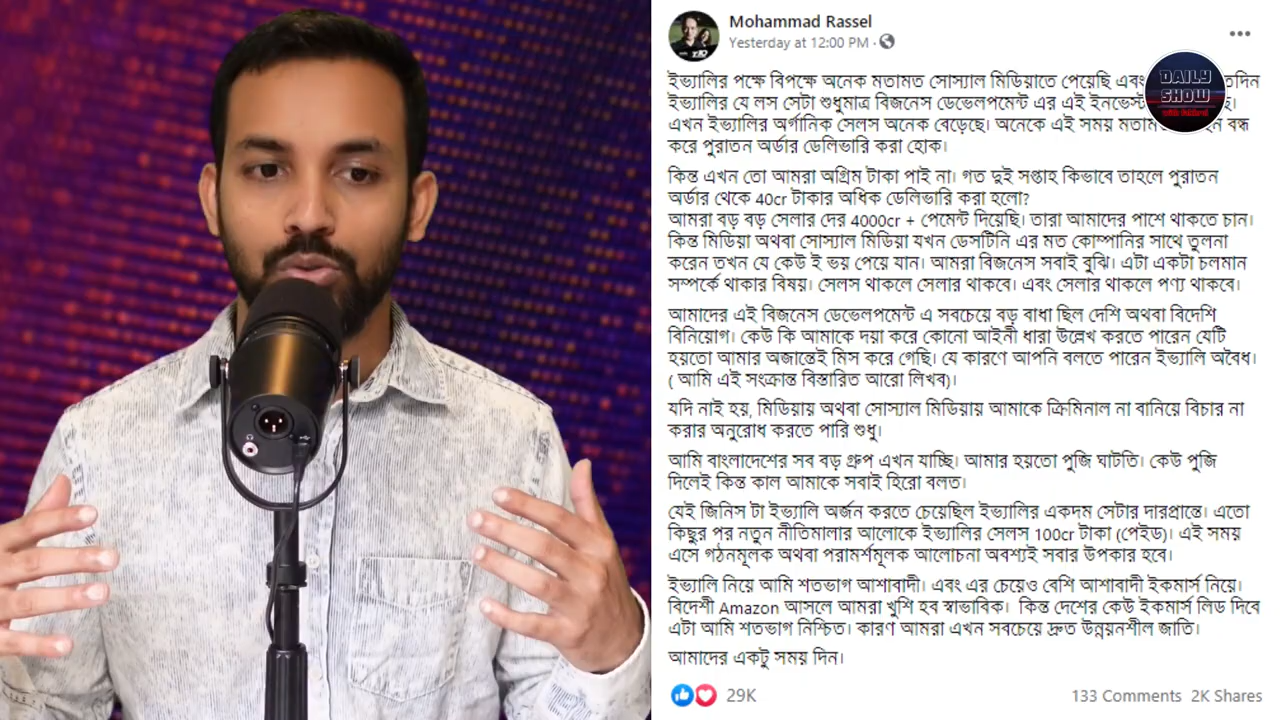 Mohammad Rassel
Yesterday at 12:00 PM
ইভ্যালির পক্ষে বিপক্ষে অনেক মতামত সোস্যাল মিডিয়াতে পেয়েছি এবং
ইভ্যালির যে লস সেটা শুধুমাত্র বিজনেস ডেভেলপমেন্ট এর এই
এখন ইভ্যালির অর্গানিক সেলস অনেক বেড়েছে। অনেকে এই সময় বন্ধ
করে পুরাতন অর্ডার ডেলিভারি করা হোক।
কিন্ত এখন তো আমরা অগ্রিম টাকা পাই না। গত দুই সপ্তাহ কিভাবে তাহলে পুরাতন
অর্ডার থেকে 40cr টাকার অধিক ডেলিভারি করা হলো?
আমরা বড় বড় সেলার দের 4000cr + পেমেন্ট দিয়েছি। তারা আমাদের পাশে থাকতে চান।
কিন্ত মিডিয়া অথবা সোস্যাল মিডিয়া যখন ডেসটিনি এর মত কোম্পানির সাথে তুলনা
করেন তখন যে কেউ ই ভয় পেয়ে যান। আমরা বিজনেস সবাই বুঝি। এটা একটা চলমান
সম্পর্কে থাকার বিষয়। সেলস থাকলে সেলার থাকবে। এবং সেলার থাকলে পণ্য থাকবে।
আমাদের এই বিজনেস ডেভেলপমেন্ট এ সবচেয়ে বড় বাধা ছিল দেশি অথবা বিদেশি
বিনিয়োগ। কেউ কি আমাকে দয়া করে কোনো আইনী ধারা উল্লেখ করতে পারেন যেটি
হয়তো আমার অজান্তেই মিস করে গেছি। যে কারণে আপনি বলতে পারেন ইভ্যালি অবৈধ।
( আমি এই সংক্রান্ত বিস্তারিত আরো লিখব)।
যদি নাই হয়, মিডিয়ায় অথবা সোস্যাল মিডিয়ায় আমাকে ক্রিমিনাল না বানিয়ে বিচার না
করার অনুরোধ করতে পারি শুধু।
আমি বাংলাদেশের সব বড় গ্রুপ এখন যাচ্ছি। আমার হয়তো পুজি ঘাটতি। কেউ পুজি
দিলেই কিন্ত কাল আমাকে সবাই হিরো বলত।
যেই জিনিস টা ইভ্যালি অর্জন করতে চেয়েছিল ইভ্যালির একদম সেটার দারপ্রান্তে। এতো
কিছুর পর নতুন নীতিমালার আলোকে ইভ্যালির সেলস 100cr টাকা (পেইড)। এই সময়
এসে গঠনমূলক অথবা পরামর্শমূলক আলোচনা অবশ্যই সবার উপকার হবে।
ইভ্যালি নিয়ে আমি শতভাগ আশাবাদী। এবং এর চেয়েও বেশি আশাবাদী ইকমার্স নিয়ে।
বিদেশী Amazon আসলে আমরা খুশি হব স্বাভাবিক। কিন্ত দেশের কেউ ইকমার্স লিড দিবে
এটা আমি শতভাগ নিশ্চিত। কারণ আমরা এখন সবচেয়ে দ্রুত উন্নয়নশীল জাতি।
আমাদের একটু সময় দিন।
29K 133 Comments 2K Shares
DAILY
SHOW